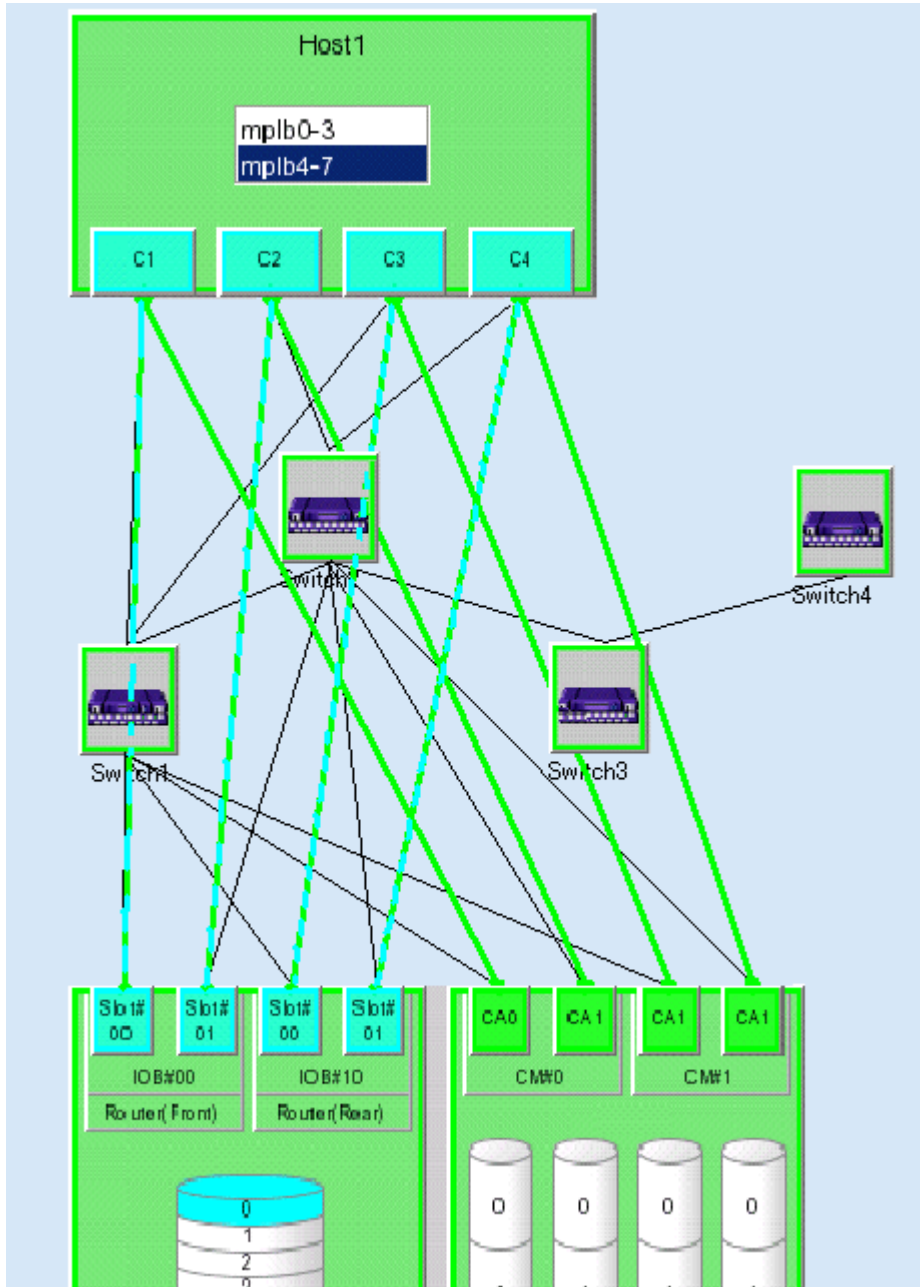 Host1
mplb0-3
mplb4-7
C1
C2
C3
C4
Switch
Switch4
Switch1
Switch3
Slot#
00
Slot#
01
Slot#
00
Slot#
01
CA0
CA1
CA1
CA1
IOB#00
IOB#10
CM#0
CM#1
Router(Front)
Router(Rear)
0
1
2
0
0
0
0